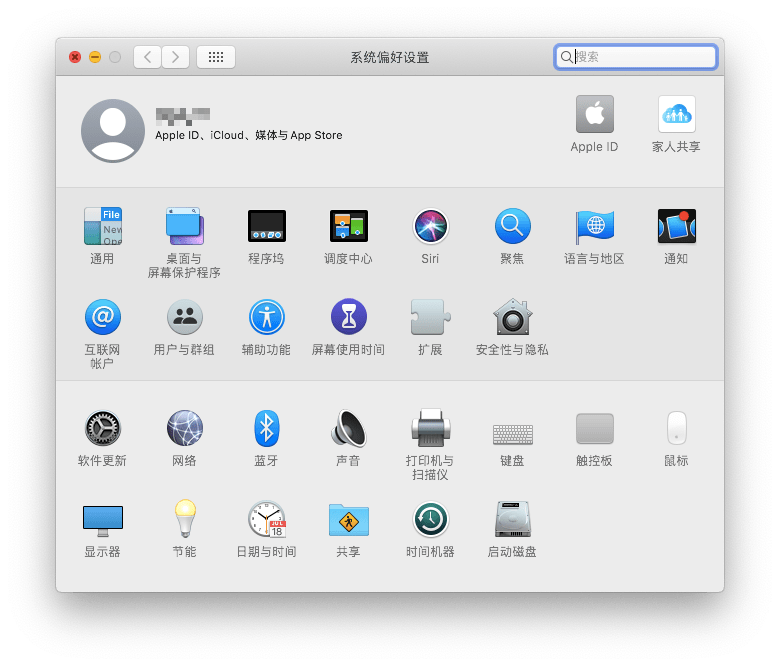 系统偏好设置
搜索
Apple ID、iCloud、媒体与 App Store
Apple ID
家人共享
File
New
Ope
通用
桌面与
屏幕保护程序
程序坞
调度中心
Siri
聚焦
语言与地区
通知
互联网
帐户
用户与群组
辅助功能
屏幕使用时间
扩展
安全性与隐私
软件更新
网络
蓝牙
声音
打印机与
扫描仪
键盘
触控板
鼠标
JUL
18
显示器
节能
日期与时间
共享
时间机器
启动磁盘